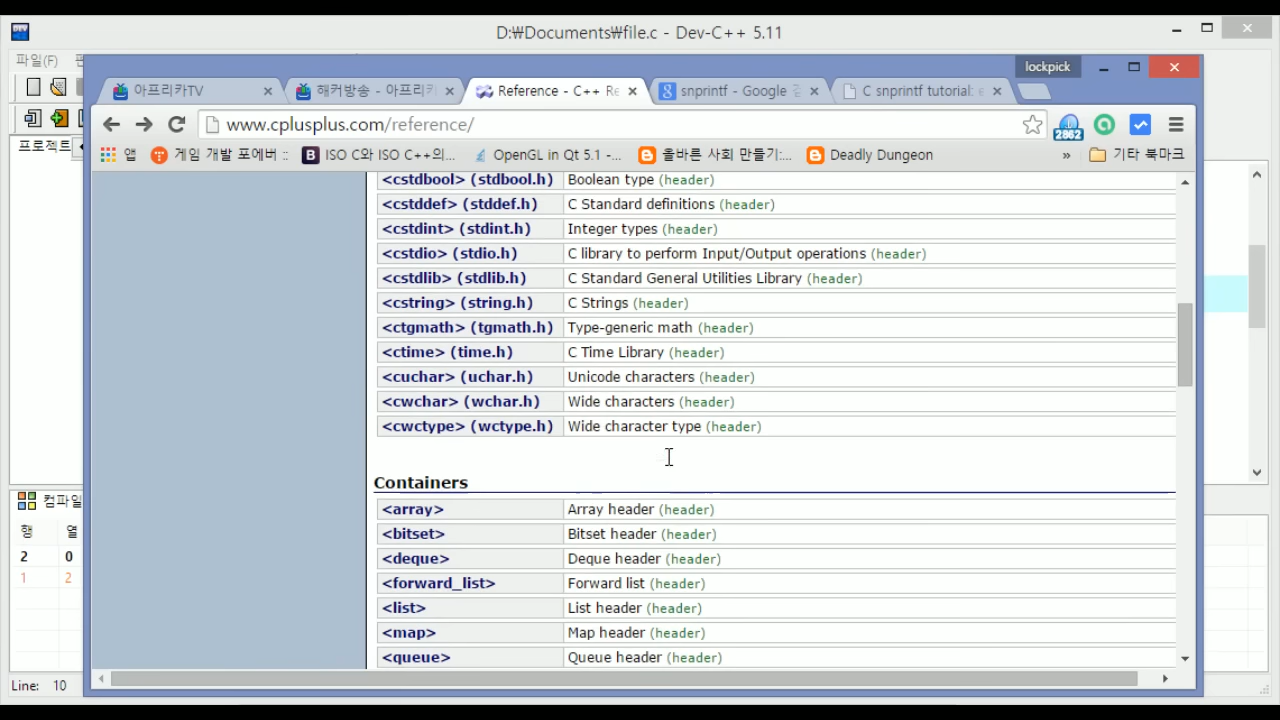 D:₩Documents₩file.c - Dev-C++ 5.11
파일(F)
lockpick
아프리카TV
해커방송 - 아프리카
Reference - C++ Re
snprintf - Google 검
C snprintf tutorial: e
www.cplusplus.com/reference/
2862
앱
게임 개발 포에버 ::
ISO C와 ISO C++의...
OpenGL in Qt 5.1 -...
올바른 사회 만들기:...
Deadly Dungeon
»
기타 북마크
프로젝트
<cstdbool> (stdbool.h) Boolean type (header)
<cstddef> (stddef.h) C Standard definitions (header)
<cstdint> (stdint.h) Integer types (header)
<cstdio> (stdio.h) C library to perform Input/Output operations (header)
<cstdlib> (stdlib.h) C Standard General Utilities Library (header)
<cstring> (string.h) C Strings (header)
<ctgmath> (tgmath.h) Type-generic math (header)
<ctime> (time.h) C Time Library (header)
<cuchar> (uchar.h) Unicode characters (header)
<cwchar> (wchar.h) Wide characters (header)
<cwctype> (wctype.h) Wide character type (header)
Containers
<array> Array header (header)
<bitset> Bitset header (header)
<deque> Deque header (header)
<forward_list> Forward list (header)
<list> List header (header)
<map> Map header (header)
<queue> Queue header (header)
컴파일
행 열
2 0
1 2
Line: 10